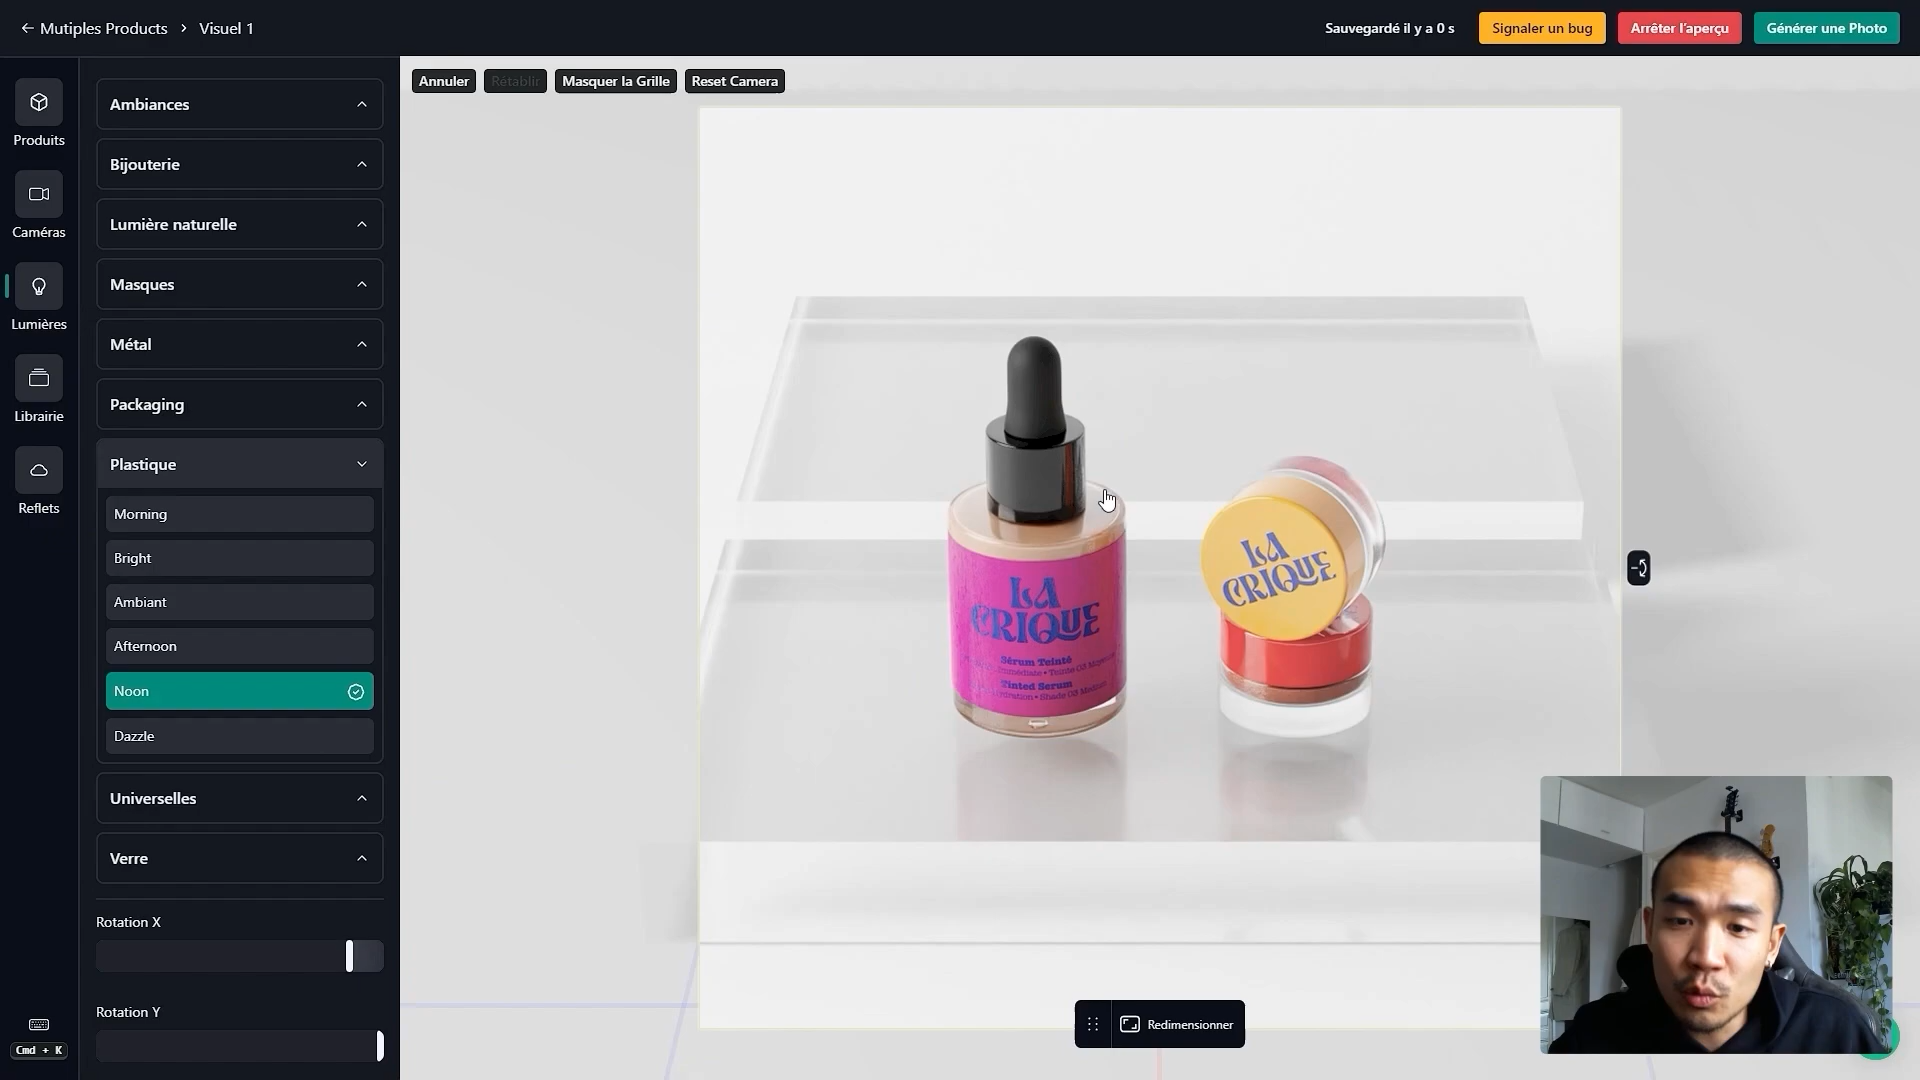 ← Mutiples Products > Visuel 1
Sauvegardé il y a 0 s
Signaler un bug
Arrêter l'aperçu
Générer une Photo
Annuler
Rétablir
Masquer la Grille
Reset Camera
Produits
Caméras
Lumières
Librairie
Reflets
Cmd + K
Ambiances
Bijouterie
Lumière naturelle
Masques
Métal
Packaging
Plastique
Morning
Bright
Ambiant
Afternoon
Noon
Dazzle
Universelles
Verre
Rotation X
Rotation Y
LA
CRIQUE
Sérum Teinté
Tinted Serum
LA
CRIQUE
Redimensionner